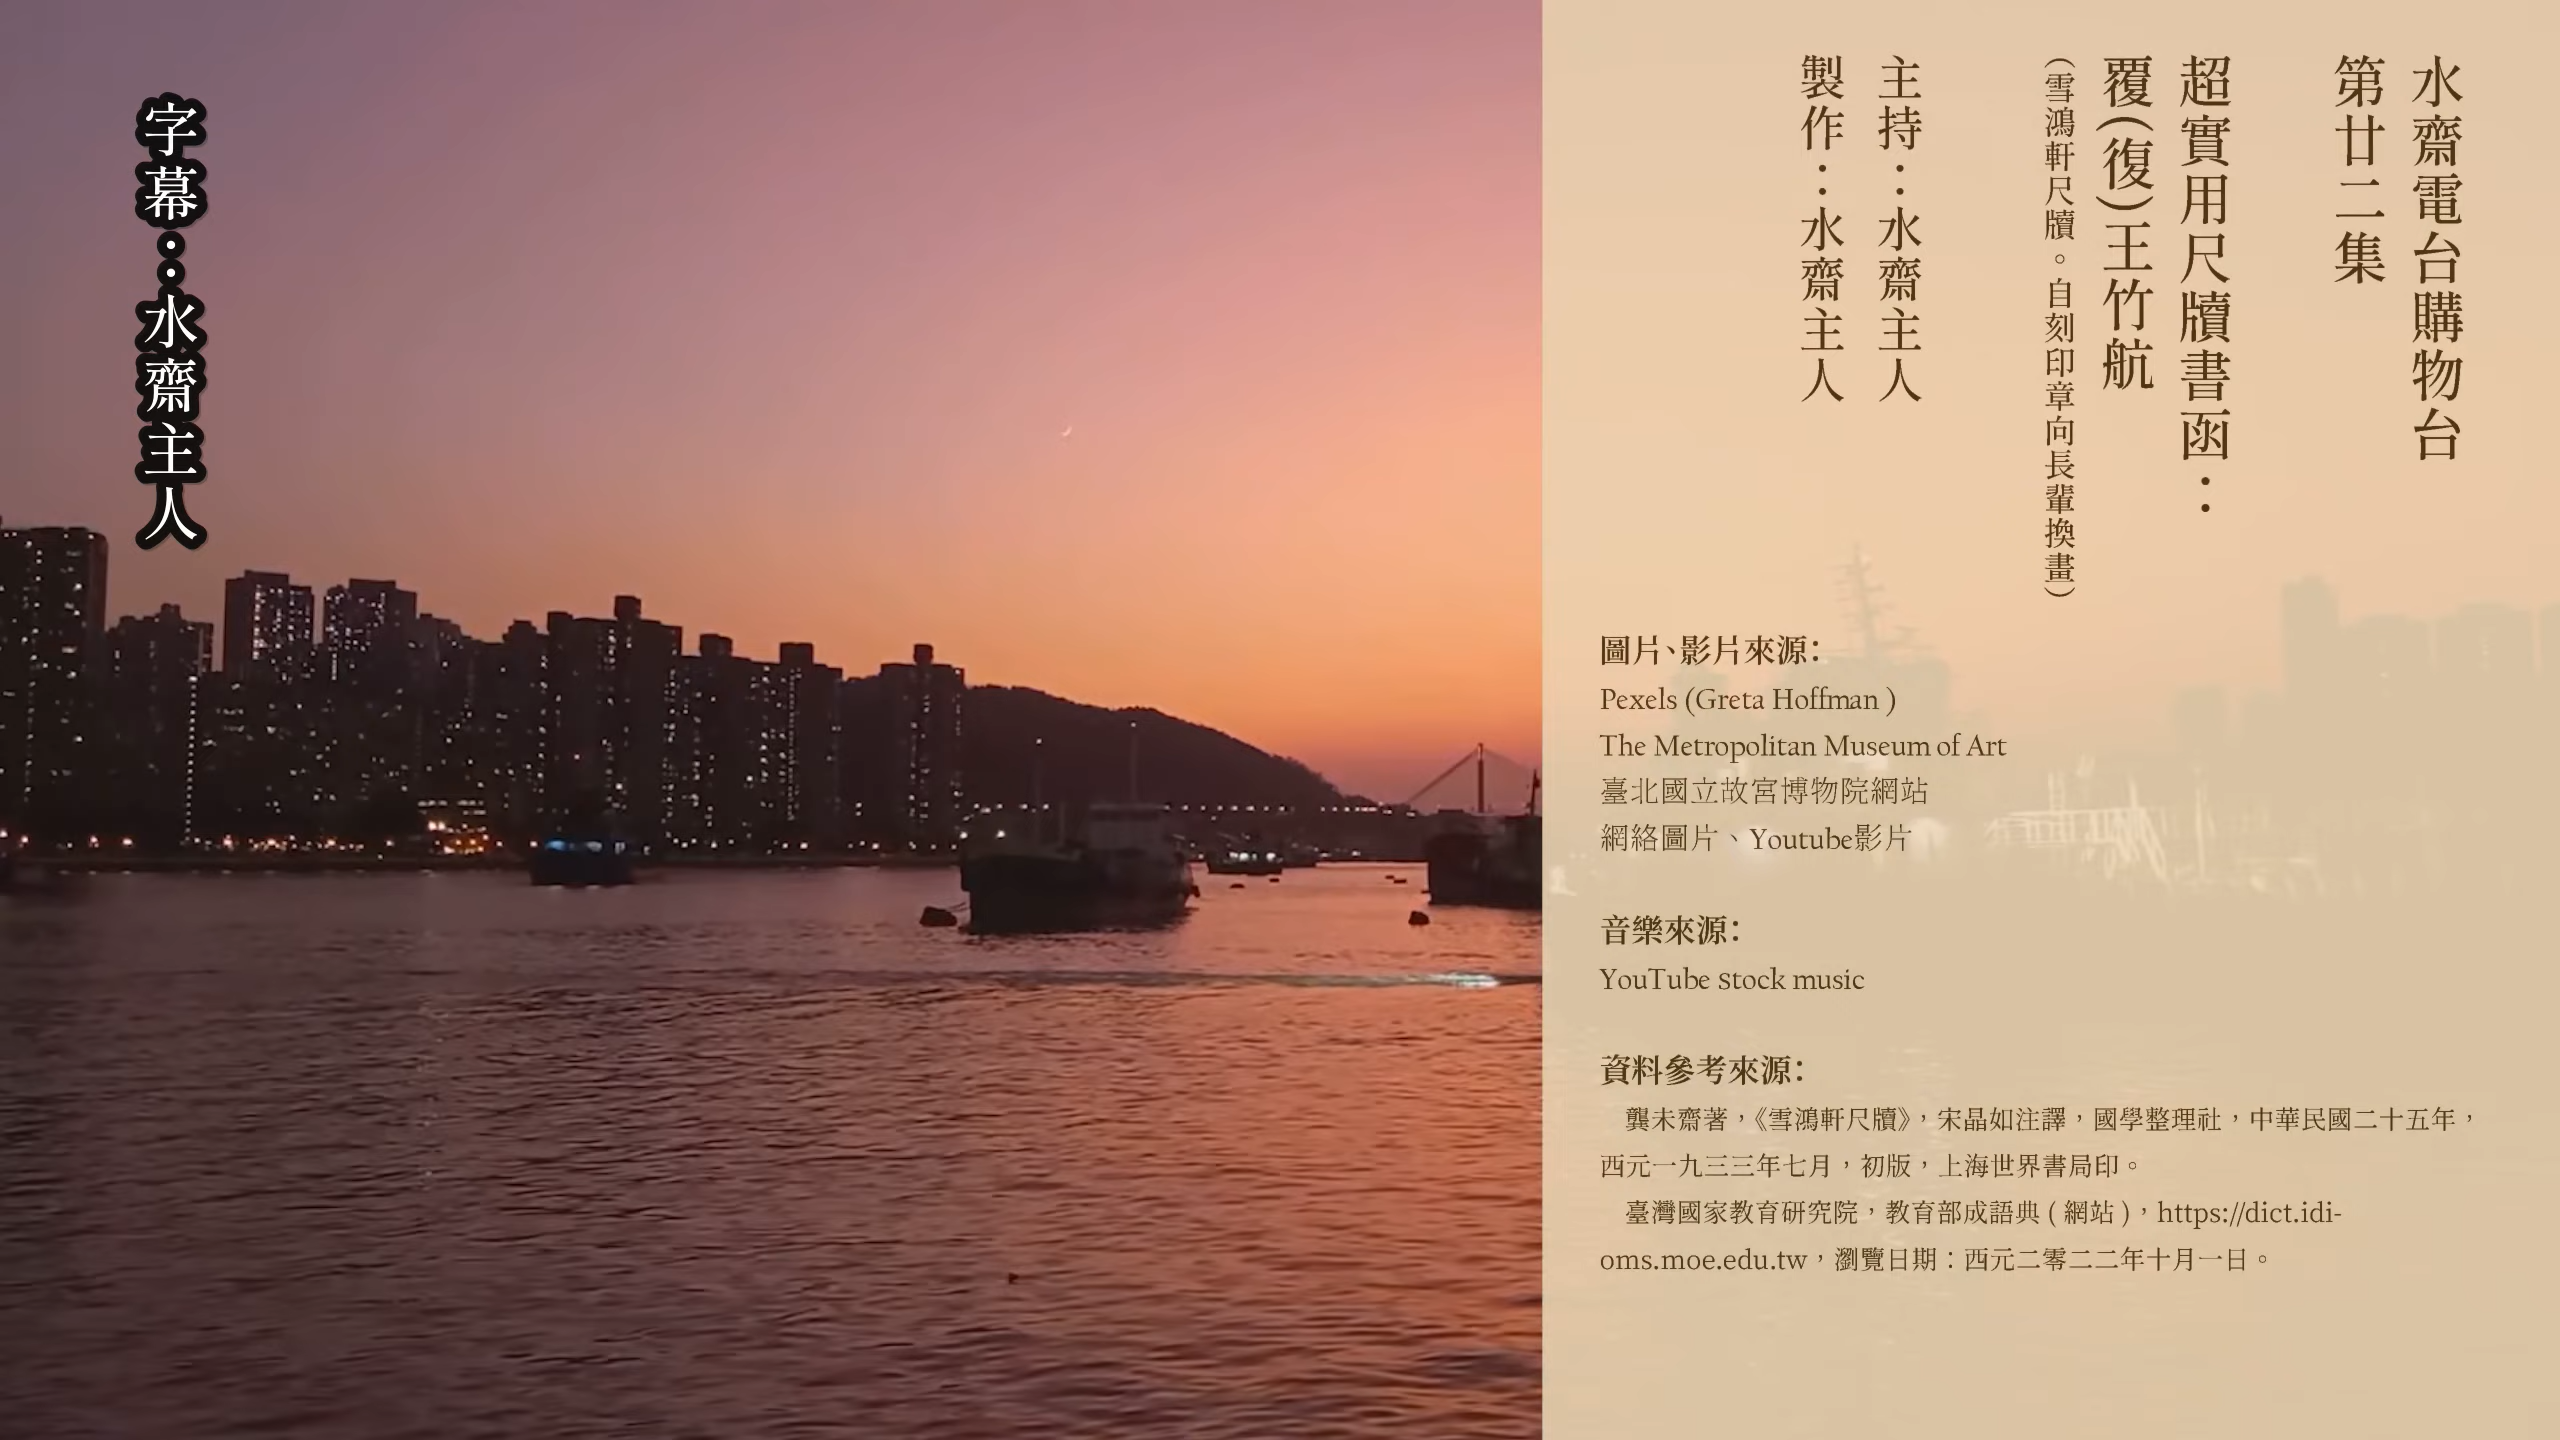 字幕：水齋主人
水齋電台購物台
第廿二集
超實用尺牘書函：
覆(復)王竹航
(雪鴻軒尺牘。自刻印章向長輩換畫)
主持：水齋主人
製作：水齋主人
圖片、影片來源：
Pexels (Greta Hoffman )
The Metropolitan Museum of Art
臺北國立故宮博物院網站
網絡圖片、Youtube影片
音樂來源：
YouTube stock music
資料參考來源：
龔未齋著，《雪鴻軒尺牘》，宋晶如注譯，國學整理社，中華民國二十五年，
西元一九三三年七月，初版，上海世界書局印。
臺灣國家教育研究院，教育部成語典 ( 網站 )，https://dict.idi-
oms.moe.edu.tw，瀏覽日期：西元二零二二年十月一日。